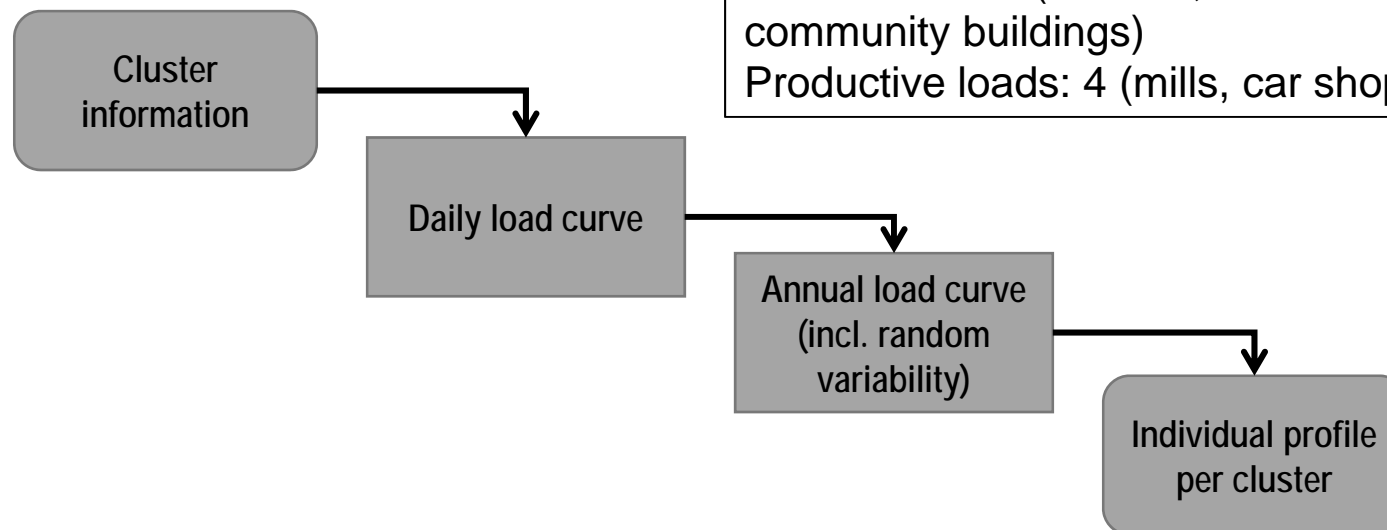 community buildings)
Productive loads: 4 (mills, car shop
Cluster
information
Daily load curve
Annual load curve
(incl. random
variability)
Individual profile
per cluster